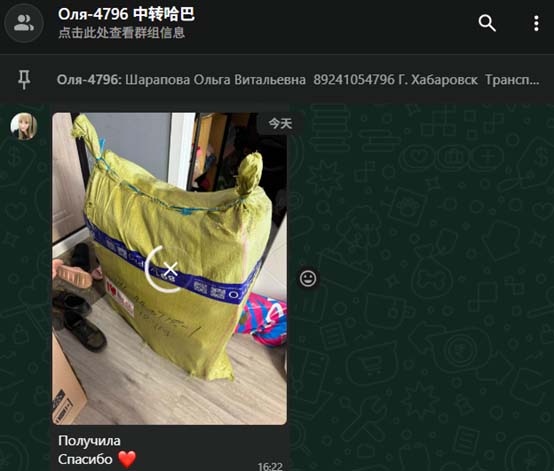 Оля-4796 中转哈巴
点击此处查看群组信息
Оля-4796: Шарапова Ольга Витальевна 89241054796 Г. Хабаровск Трансп...
今天
Получила
Спасибо ❤️
16:22